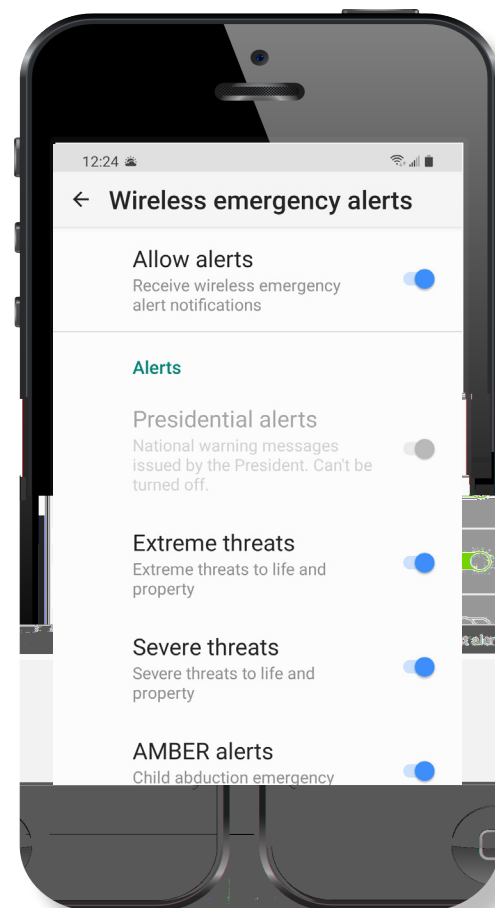 12:24
Wireless emergency alerts
Allow alerts
Receive wireless emergency
alert notifications
Alerts
Presidential alerts
National warning messages
issued by the President. Can't be
turned off.
Extreme threats
Extreme threats to life and
property
Severe threats
Severe threats to life and
property
AMBER alerts
Child abduction emergency